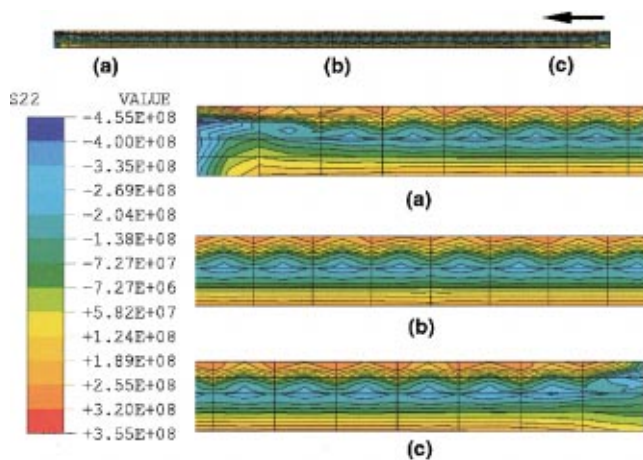 (a) (b) (c)
S22 VALUE
-4.55E+08
-4.00E+08
-3.35E+08
-2.69E+08
-2.04E+08
-1.38E+08
-7.27E+07
-7.27E+06
+5.82E+07
+1.24E+08
+1.89E+08
+2.55E+08
+3.20E+08
+3.55E+08
(a)
(b)
(c)